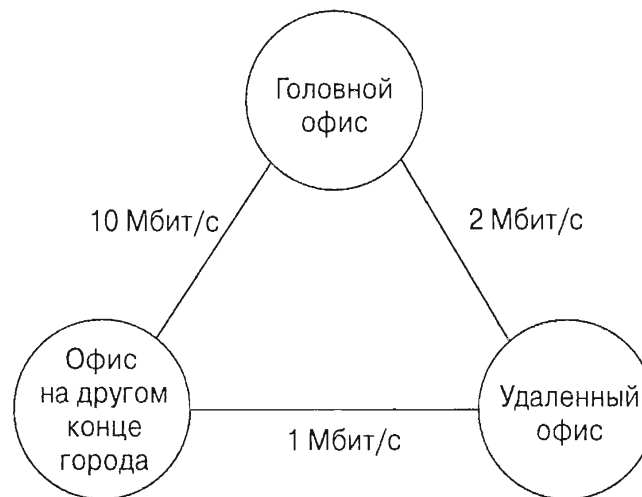 Головной
офис
10 Мбит/с
2 Мбит/с
Офис
на другом
конце
города
Удаленный
офис
1 Мбит/с